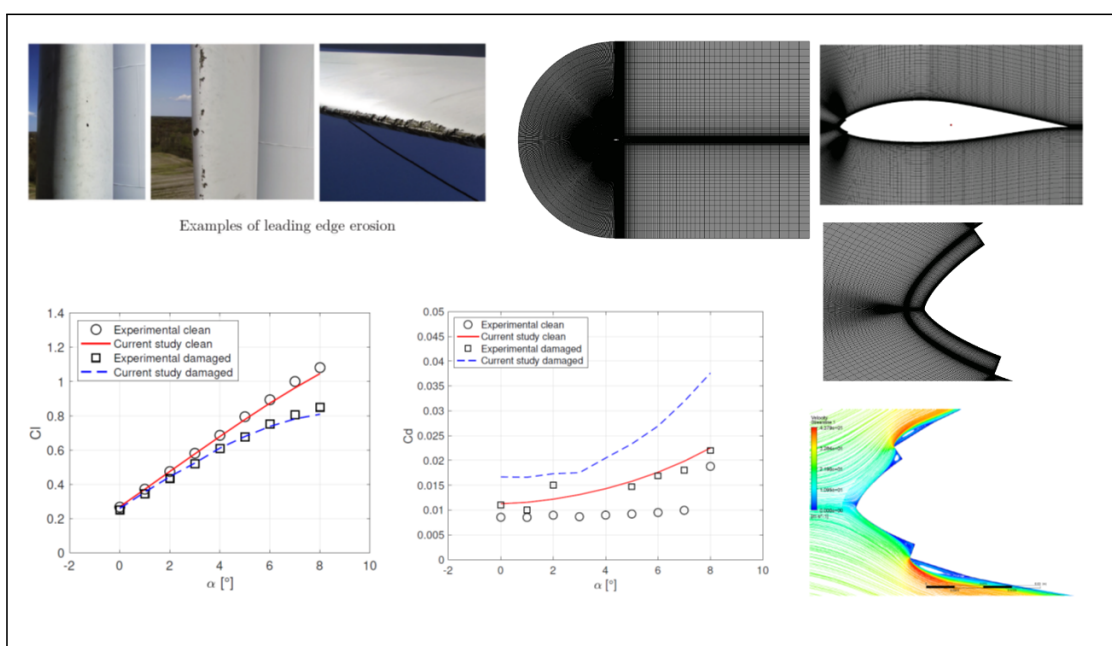 Examples of leading edge erosion
1.4
1.2
1
0.8
0.6
0.4
0.2
0
Cl
-2
0
2
4
6
8
10
α [°]
Experimental clean
Current study clean
Experimental damaged
Current study damaged
0.05
0.045
0.04
0.035
0.03
0.025
0.02
0.015
0.01
0.005
0
Cd
-2
0
2
4
6
8
10
α [°]
Experimental clean
Current study clean
Experimental damaged
Current study damaged
Velocity
Streamline 1